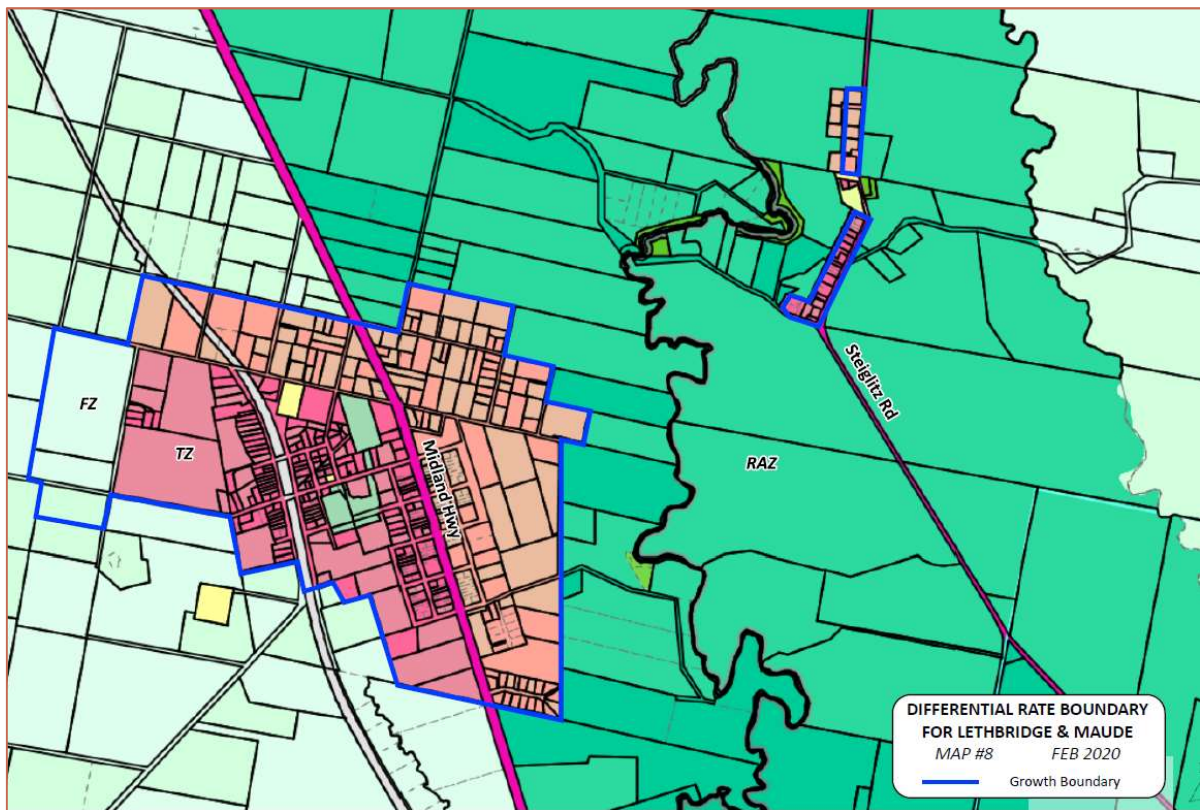 FZ
TZ
Midland Hwy
RAZ
Steiglitz Rd
DIFFERENTIAL RATE BOUNDARY
FOR LETHBRIDGE & MAUDE
MAP #8 FEB 2020
Growth Boundary